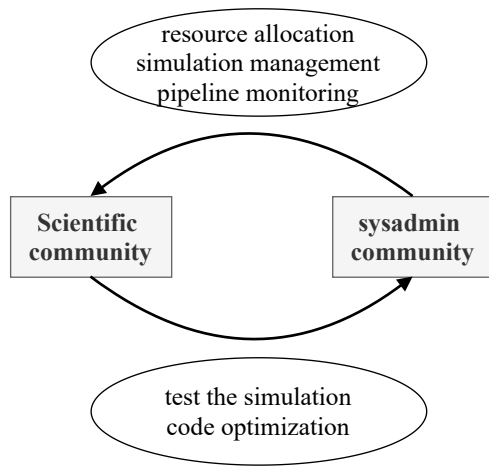 resource allocation
simulation management
pipeline monitoring
Scientific
community
sysadmin
community
test the simulation
code optimization